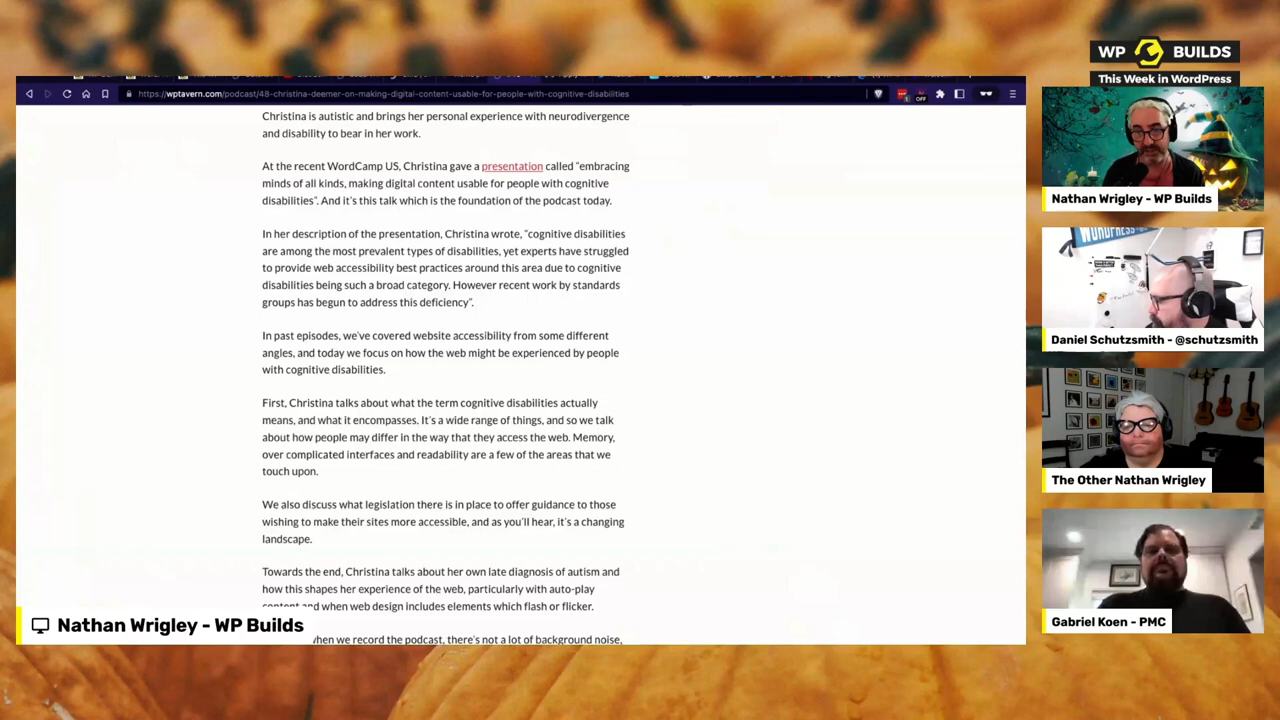 WP BUILDS
This Week in WordPress
https://wptavern.com/podcast/48-christina-deemer-on-making-digital-content-usable-for-people-with-cognitive-disabilities
OFF
Christina is autistic and brings her personal experience with neurodivergence
and disability to bear in her work.
At the recent WordCamp US, Christina gave a presentation called “embracing
minds of all kinds, making digital content usable for people with cognitive
disabilities”. And it’s this talk which is the foundation of the podcast today.
In her description of the presentation, Christina wrote, “cognitive disabilities
are among the most prevalent types of disabilities, yet experts have struggled
to provide web accessibility best practices around this area due to cognitive
disabilities being such a broad category. However recent work by standards
groups has begun to address this deficiency”.
In past episodes, we’ve covered website accessibility from some different
angles, and today we focus on how the web might be experienced by people
with cognitive disabilities.
First, Christina talks about what the term cognitive disabilities actually
means, and what it encompasses. It’s a wide range of things, and so we talk
about how people may differ in the way that they access the web. Memory,
over complicated interfaces and readability are a few of the areas that we
touch upon.
We also discuss what legislation there is in place to offer guidance to those
wishing to make their sites more accessible, and as you’ll hear, it’s a changing
landscape.
Towards the end, Christina talks about her own late diagnosis of autism and
how this shapes her experience of the web, particularly with auto-play
content and when web design includes elements which flash or flicker.
when we record the podcast, there’s not a lot of background noise,
Nathan Wrigley - WP Builds
Nathan Wrigley - WP Builds
WORDPRESS
Daniel Schutzsmith - @schutzsmith
The Other Nathan Wrigley
Gabriel Koen - PMC